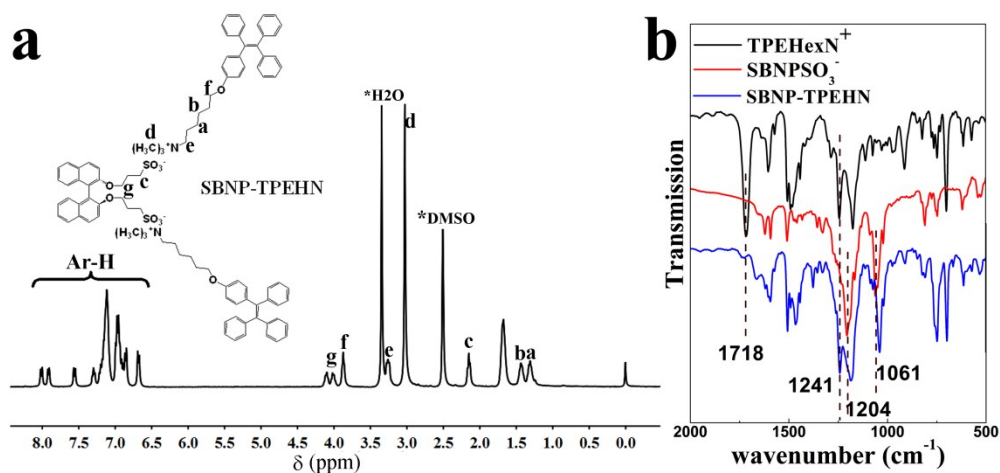 a
f
O
b
a
d
(H₃C)₃⁺N
e
SO₃⁻
O
c
g
O
SO₃⁻
(H₃C)₃⁺N
O
SBNP-TPEHN
Ar-H
*H2O
d
*DMSO
g
f
e
c
ba
8.0 7.5 7.0 6.5 6.0 5.5 5.0 4.5 4.0 3.5 3.0 2.5 2.0 1.5 1.0 0.5 0.0
δ (ppm)
b
TPEHexN⁺
SBNPSO₃⁻
SBNP-TPEHN
Transmission
1718
1241
1204
1061
2000 1500 1000 500
wavenumber (cm⁻¹)